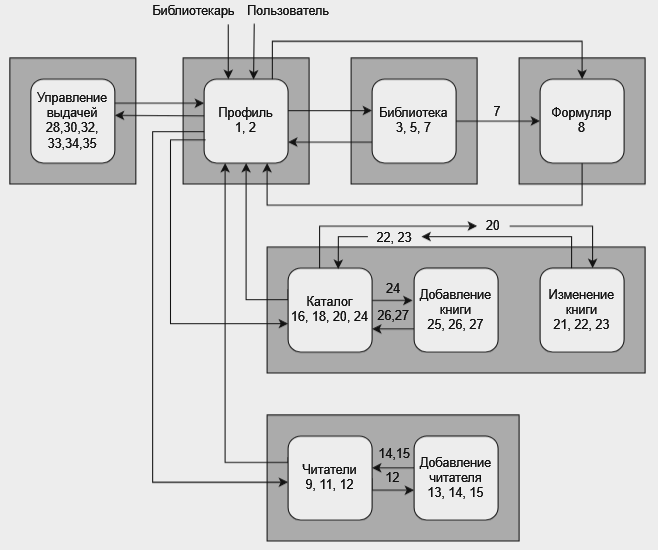 Библиотекарь
Пользователь
Управление
выдачей
28,30,32,
33,34,35
Профиль
1, 2
Библиотека
3, 5, 7
7
Формуляр
8
20
22, 23
Каталог
16, 18, 20, 24
24
26,27
Добавление
книги
25, 26, 27
Изменение
книги
21, 22, 23
Читатели
9, 11, 12
14,15
12
Добавление
читателя
13, 14, 15